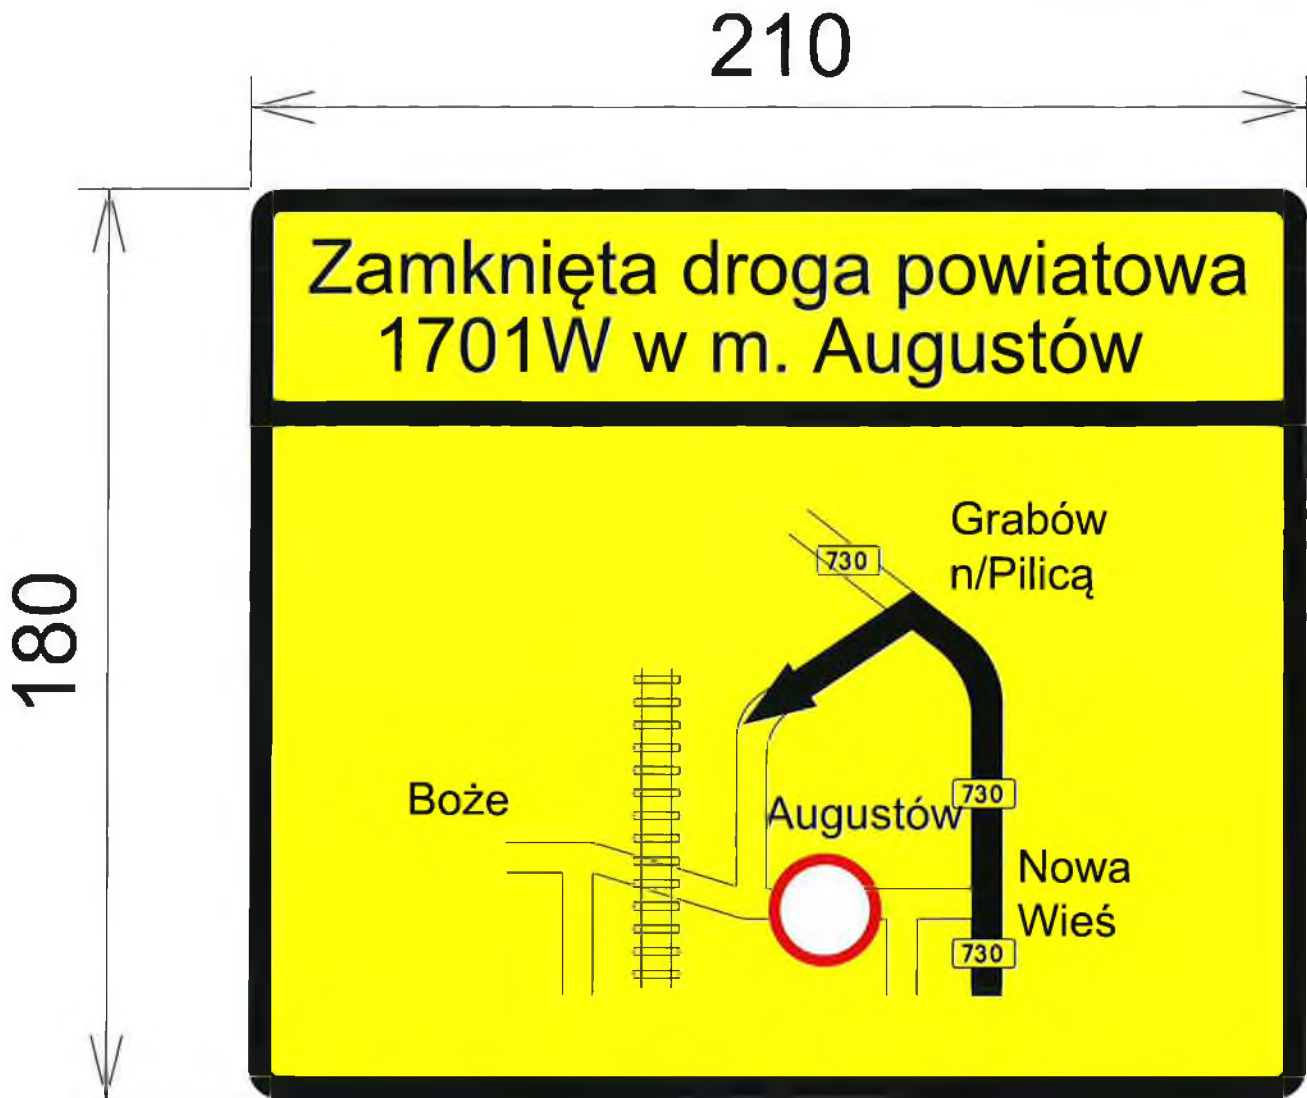 210
180
Zamknięta droga powiatowa
1701W w m. Augustów
Grabów
n/Pilicą
730
Boże
Augustów
730
Nowa
Wieś
730